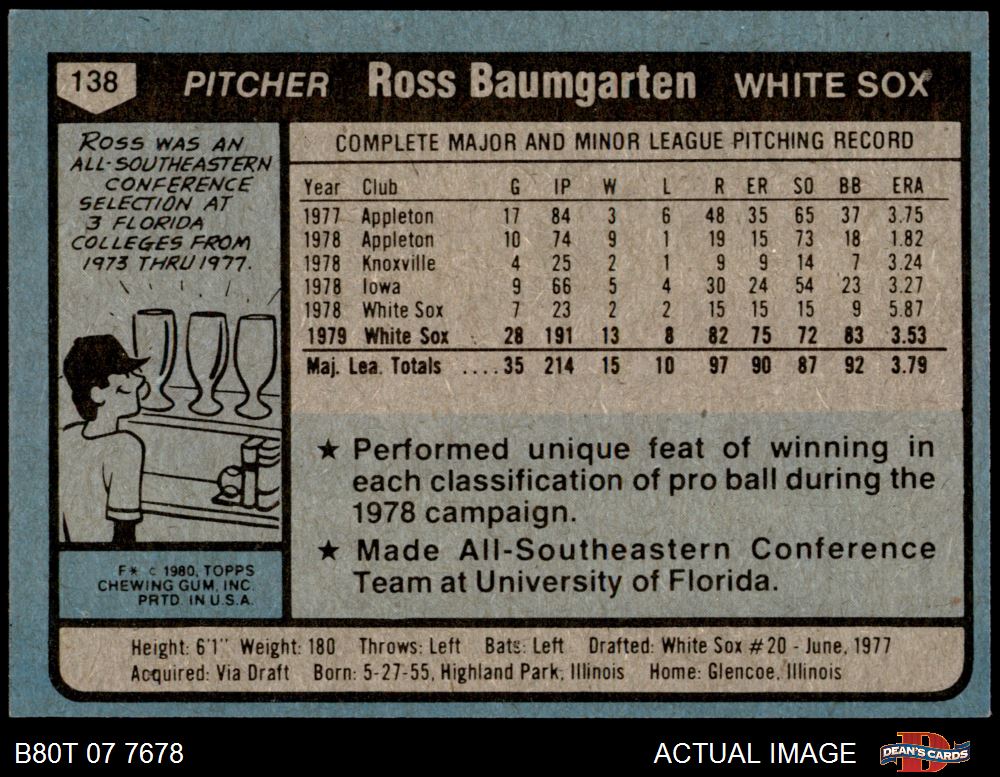 138 PITCHER Ross Baumgarten WHITE SOX
ROSS WAS AN
ALL-SOUTHEASTERN
CONFERENCE
SELECTION AT
3 FLORIDA
COLLEGES FROM
1973 THRU 1977.
COMPLETE MAJOR AND MINOR LEAGUE PITCHING RECORD
Year Club G IP W L R ER SO BB ERA
1977 Appleton 17 84 3 6 48 35 65 37 3.75
1978 Appleton 10 74 9 1 19 15 73 18 1.82
1978 Knoxville 4 25 2 1 9 9 14 7 3.24
1978 Iowa 9 66 5 4 30 24 54 23 3.27
1978 White Sox 7 23 2 2 15 15 15 9 5.87
1979 White Sox 28 191 13 8 82 75 72 83 3.53
Maj. Lea. Totals ....35 214 15 10 97 90 87 92 3.79
★ Performed unique feat of winning in
each classification of pro ball during the
1978 campaign.
★ Made All-Southeastern Conference
Team at University of Florida.
F* © 1980, TOPPS
CHEWING GUM, INC.
PRTD. IN U.S.A.
Height: 6'1" Weight: 180 Throws: Left Bats: Left Drafted: White Sox #20 - June, 1977
Acquired: Via Draft Born: 5-27-55, Highland Park, Illinois Home: Glencoe, Illinois
B80T 07 7678 ACTUAL IMAGE DEAN'S CARDS